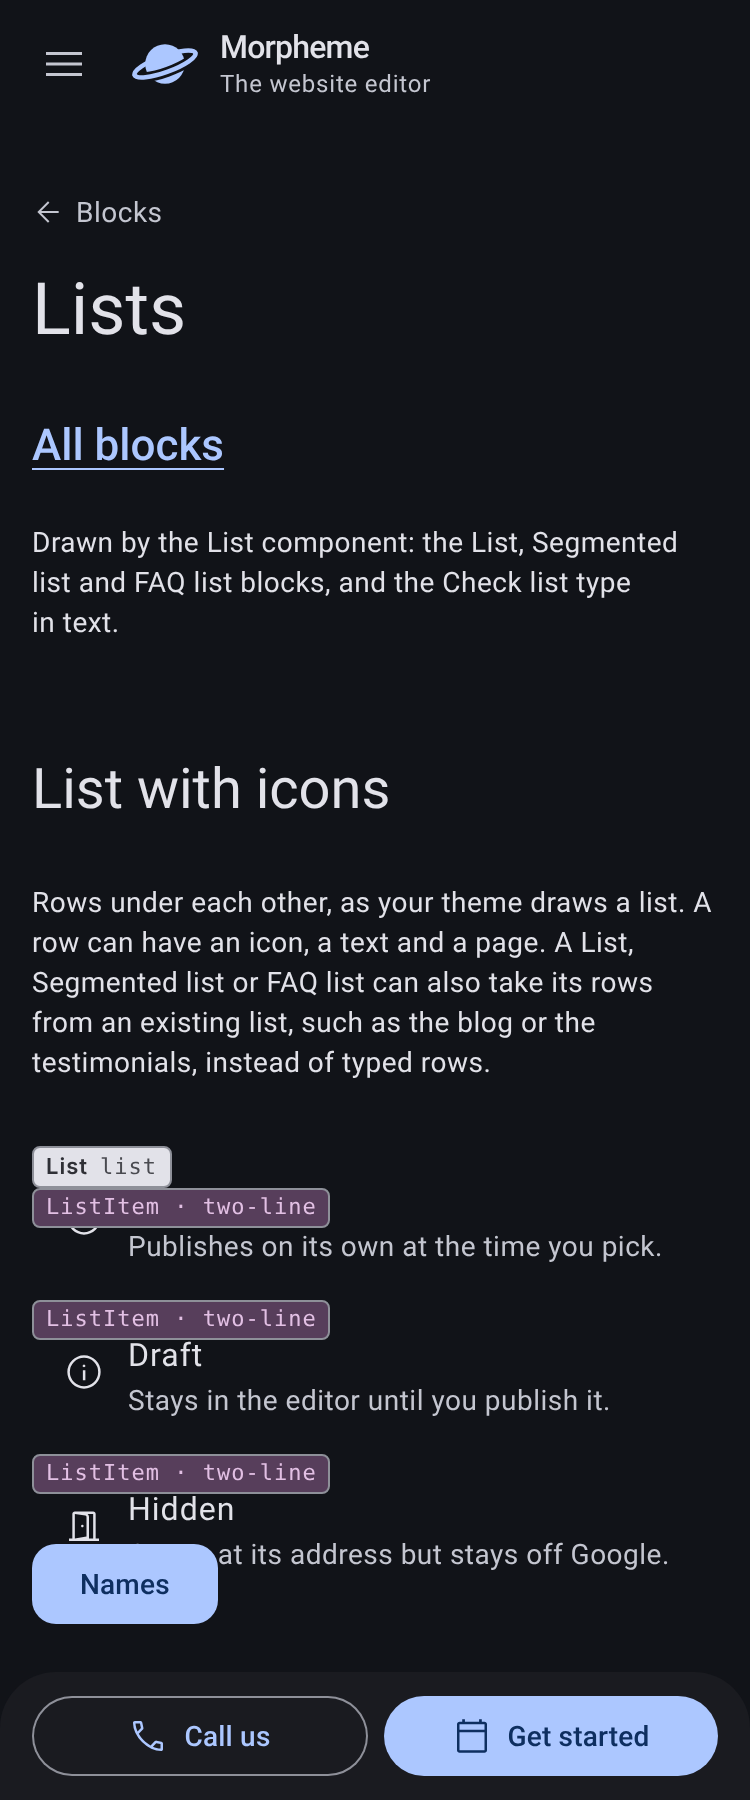 Morpheme
The website editor
Blocks
Lists
All blocks
Drawn by the List component: the List, Segmented
list and FAQ list blocks, and the Check list type
in text.
List with icons
Rows under each other, as your theme draws a list. A
row can have an icon, a text and a page. A List,
Segmented list or FAQ list can also take its rows
from an existing list, such as the blog or the
testimonials, instead of typed rows.
List list
ListItem · two-line
Publishes on its own at the time you pick.
ListItem · two-line
Draft
Stays in the editor until you publish it.
ListItem · two-line
Hidden
at its address but stays off Google.
Names
Call us
Get started